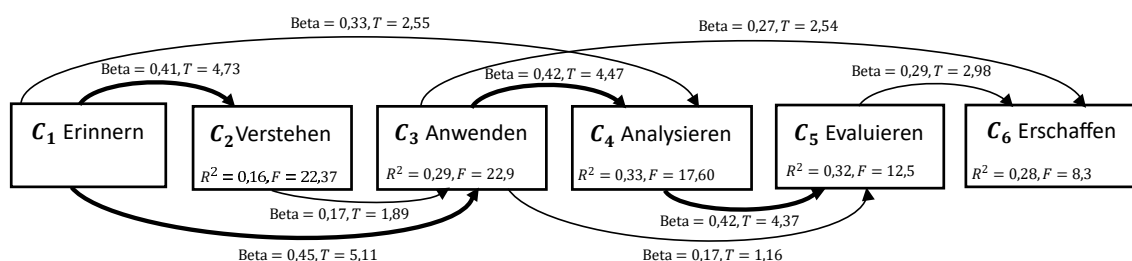 Beta = 0,33, T = 2,55
Beta = 0,27, T = 2,54
Beta = 0,41, T = 4,73
Beta = 0,42, T = 4,47
Beta = 0,29, T = 2,98
C₁ Erinnern
C₂ Verstehen
R² = 0,16, F = 22,37
C₃ Anwenden
R² = 0,29, F = 22,9
C₄ Analysieren
R² = 0,33, F = 17,60
C₅ Evaluieren
R² = 0,32, F = 12,5
C₆ Erschaffen
R² = 0,28, F = 8,3
Beta = 0,17, T = 1,89
Beta = 0,42, T = 4,37
Beta = 0,45, T = 5,11
Beta = 0,17, T = 1,16